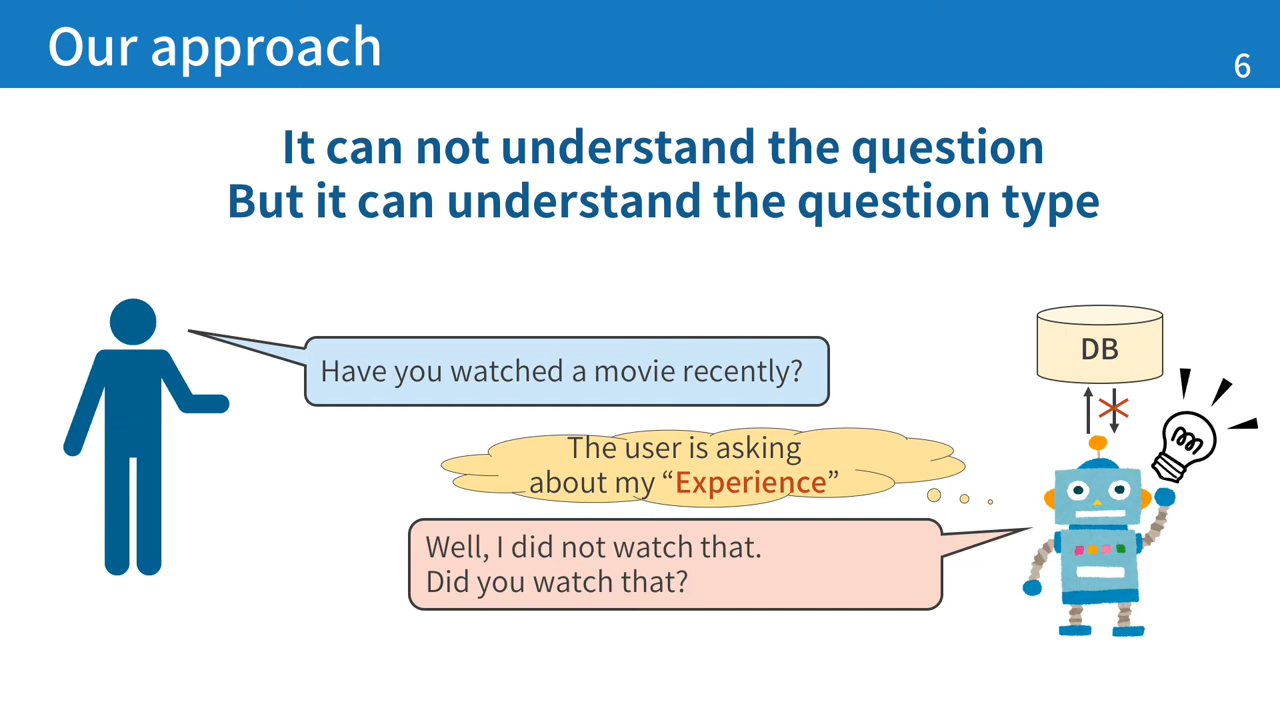 Our approach
6
It can not understand the question
But it can understand the question type
Have you watched a movie recently?
DB
The user is asking
about my “Experience”
Well, I did not watch that.
Did you watch that?